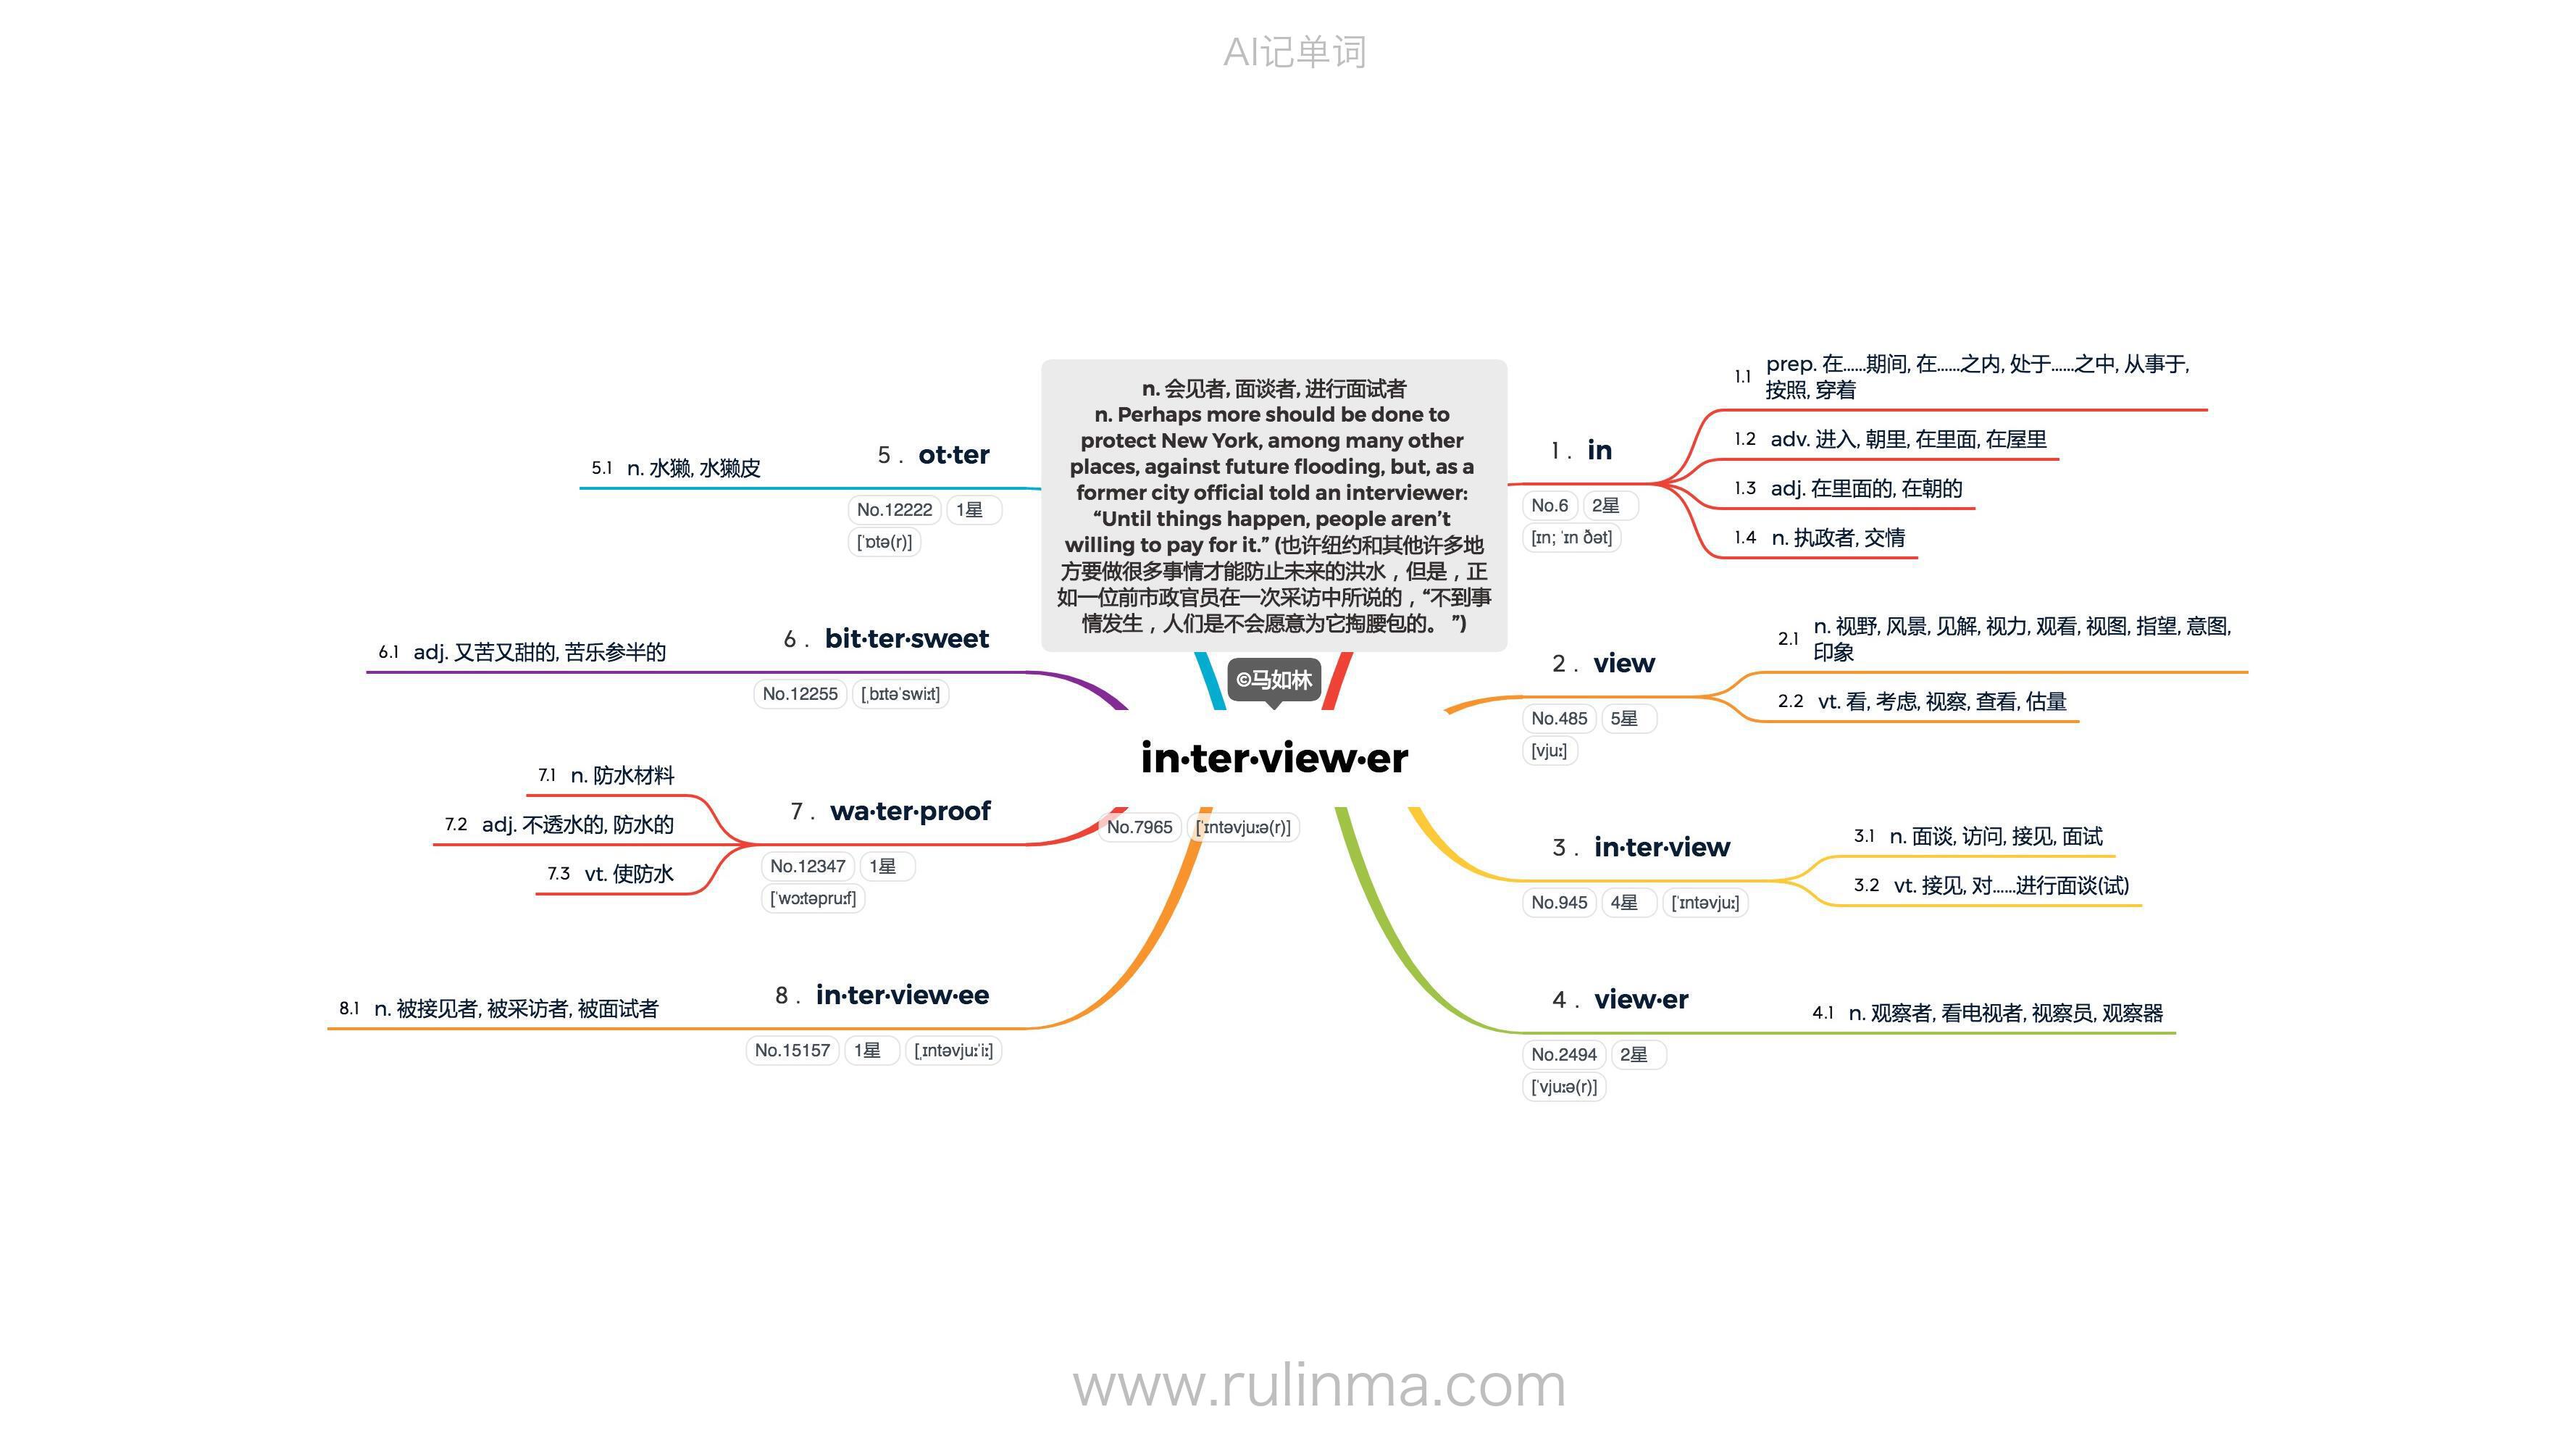 AI记单词
n. 会见者, 面谈者, 进行面试者
n. Perhaps more should be done to
protect New York, among many other
places, against future flooding, but, as a
former city official told an interviewer:
“Until things happen, people aren’t
willing to pay for it.” (也许纽约和其他许多地
方要做很多事情才能防止未来的洪水，但是，正
如一位前市政官员在一次采访中所说的，“不到事
情发生，人们是不会愿意为它掏腰包的。 ”)
©马如林
in·ter·view·er
No.7965 [ˈɪntəvjuːə(r)]
1 . in
No.6 2星
[ɪn; ˈɪn ðət]
1.1 prep. 在……期间, 在……之内, 处于……之中, 从事于,
按照, 穿着
1.2 adv. 进入, 朝里, 在里面, 在屋里
1.3 adj. 在里面的, 在朝的
1.4 n. 执政者, 交情
2 . view
No.485 5星
[vjuː]
2.1 n. 视野, 风景, 见解, 视力, 观看, 视图, 指望, 意图,
印象
2.2 vt. 看, 考虑, 视察, 查看, 估量
3 . in·ter·view
No.945 4星 [ˈɪntəvjuː]
3.1 n. 面谈, 访问, 接见, 面试
3.2 vt. 接见, 对……进行面谈(试)
4 . view·er
No.2494 2星
[ˈvjuːə(r)]
4.1 n. 观察者, 看电视者, 视察员, 观察器
5 . ot·ter
No.12222 1星
[ˈɒtə(r)]
5.1 n. 水獭, 水獭皮
6 . bit·ter·sweet
No.12255 [ˌbɪtəˈswiːt]
6.1 adj. 又苦又甜的, 苦乐参半的
7 . wa·ter·proof
No.12347 1星
[ˈwɔːtəpruːf]
7.1 n. 防水材料
7.2 adj. 不透水的, 防水的
7.3 vt. 使防水
8 . in·ter·view·ee
No.15157 1星 [ˌɪntəvjuːˈiː]
8.1 n. 被接见者, 被采访者, 被面试者
www.rulinma.com